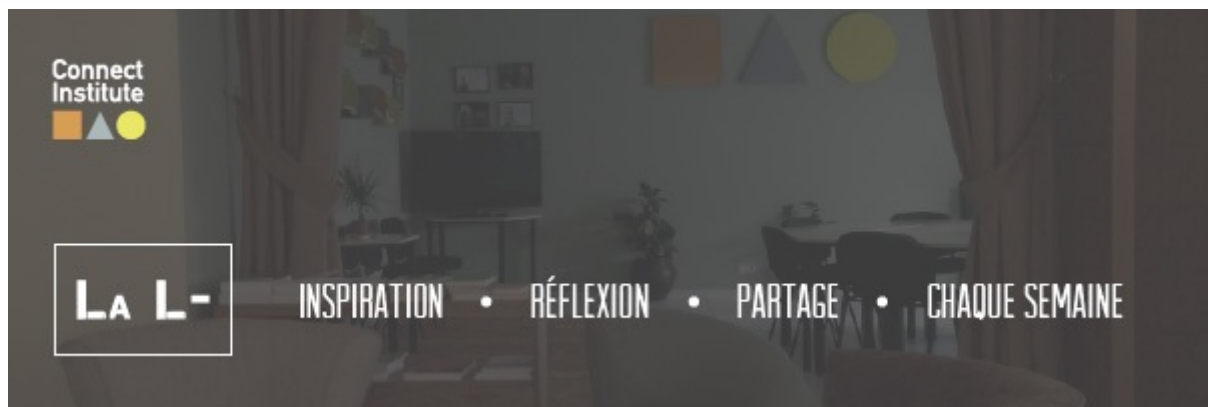 Connect
Institute
LA L-
INSPIRATION • RÉFLEXION • PARTAGE • CHAQUE SEMAINE